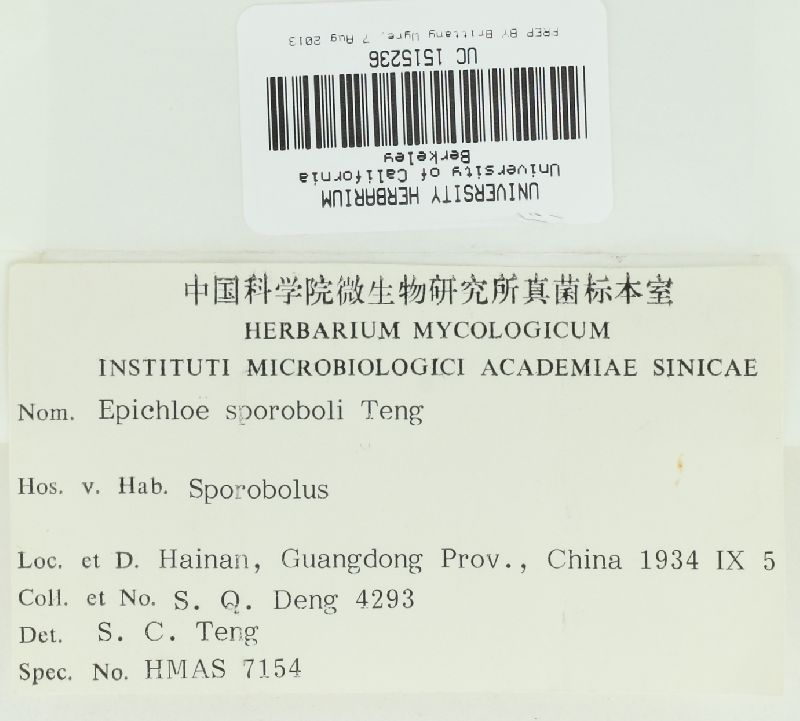 UNIVERSITY HERBARIUM
University of California
Berkeley
UC 1515236
PREP BY Brittany Ugre, 7 Aug 2013
中国科学院微生物研究所真菌标本室
HERBARIUM MYCOLOGICUM
INSTITUTI MICROBIOLOGICI ACADEMIAE SINICAE
Nom. Epichloe sporoboli Teng
Hos. v. Hab. Sporobolus
Loc. et D. Hainan, Guangdong Prov., China 1934 IX 5
Coll. et No. S. Q. Deng 4293
Det. S. C. Teng
Spec. No. HMAS 7154